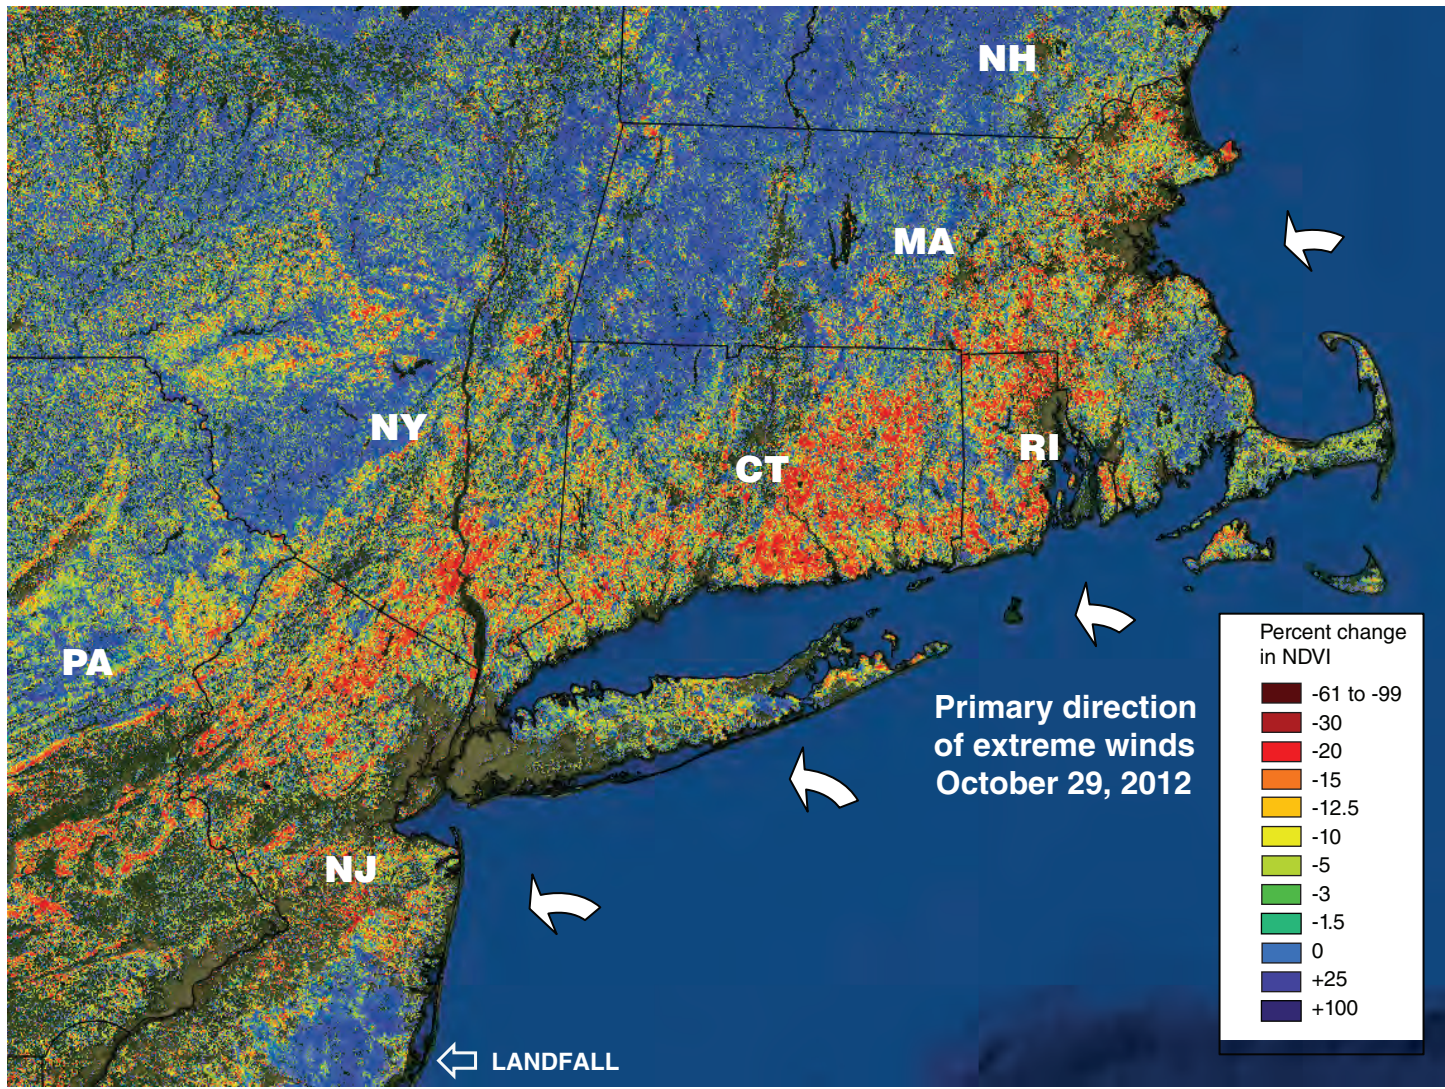 NH
MA
NY
CT
RI
PA
NJ
Primary direction
of extreme winds
October 29, 2012
LANDFALL
Percent change
in NDVI
-61 to -99
-30
-20
-15
-12.5
-10
-5
-3
-1.5
0
+25
+100